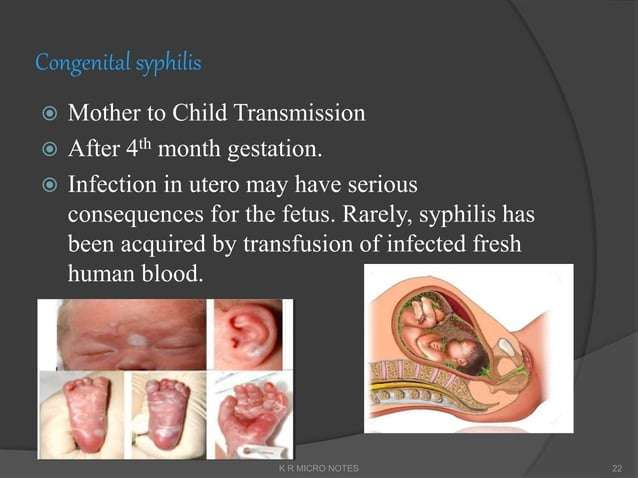 Congenital syphilis
Mother to Child Transmission
After 4th month gestation.
Infection in utero may have serious
consequences for the fetus. Rarely, syphilis has
been acquired by transfusion of infected fresh
human blood.
K R MICRO NOTES
22